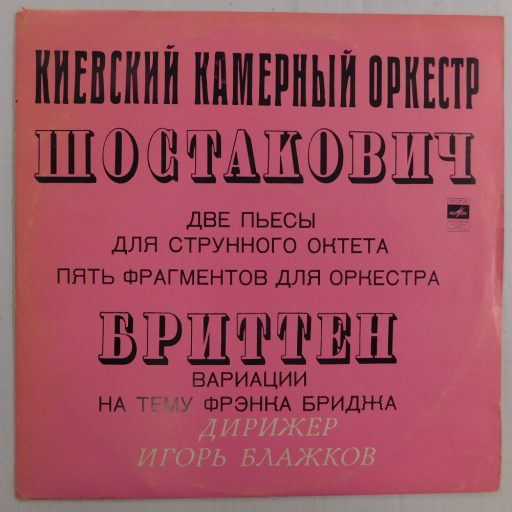 КИЕВСКИЙ КАМЕРНЫЙ ОРКЕСТР
ШОСТАКОВИЧ
ДВЕ ПЬЕСЫ
ДЛЯ СТРУННОГО ОКТЕТА
ПЯТЬ ФРАГМЕНТОВ ДЛЯ ОРКЕСТРА
БРИТТЕН
ВАРИАЦИИ
НА ТЕМУ ФРЭНКА БРИДЖА
ДИРИЖЕР
ИГОРЬ БЛАЖКОВ